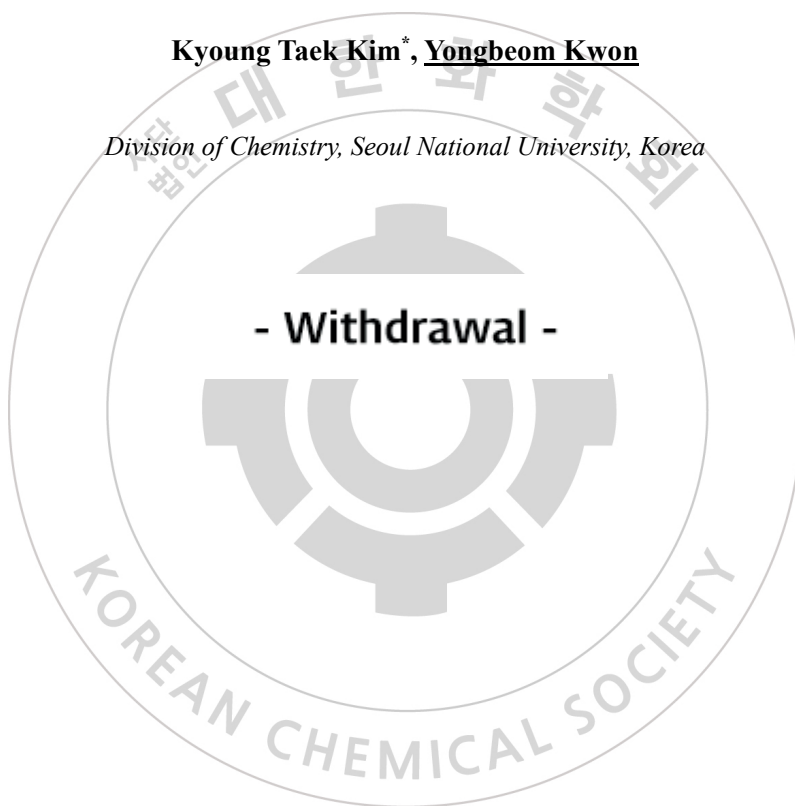 Kyoung Taek Kim*, Yongbeom Kwon
Division of Chemistry, Seoul National University, Korea
- Withdrawal -
사단법인 대한화학회
KOREAN CHEMICAL SOCIETY